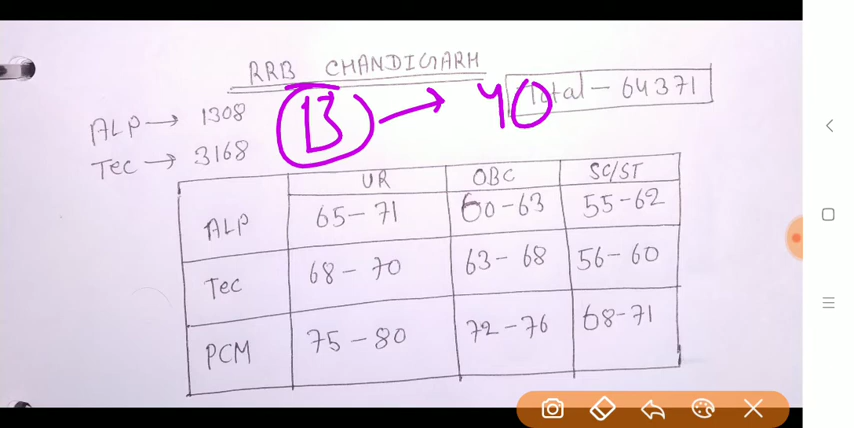 RRB CHANDIGARH
Total - 64371
ALP → 1308
Tec → 3168
B → 40
UR OBC SC/ST
ALP 65-71 60-63 55-62
Tec 68-70 63-68 56-60
PCM 75-80 72-76 68-71